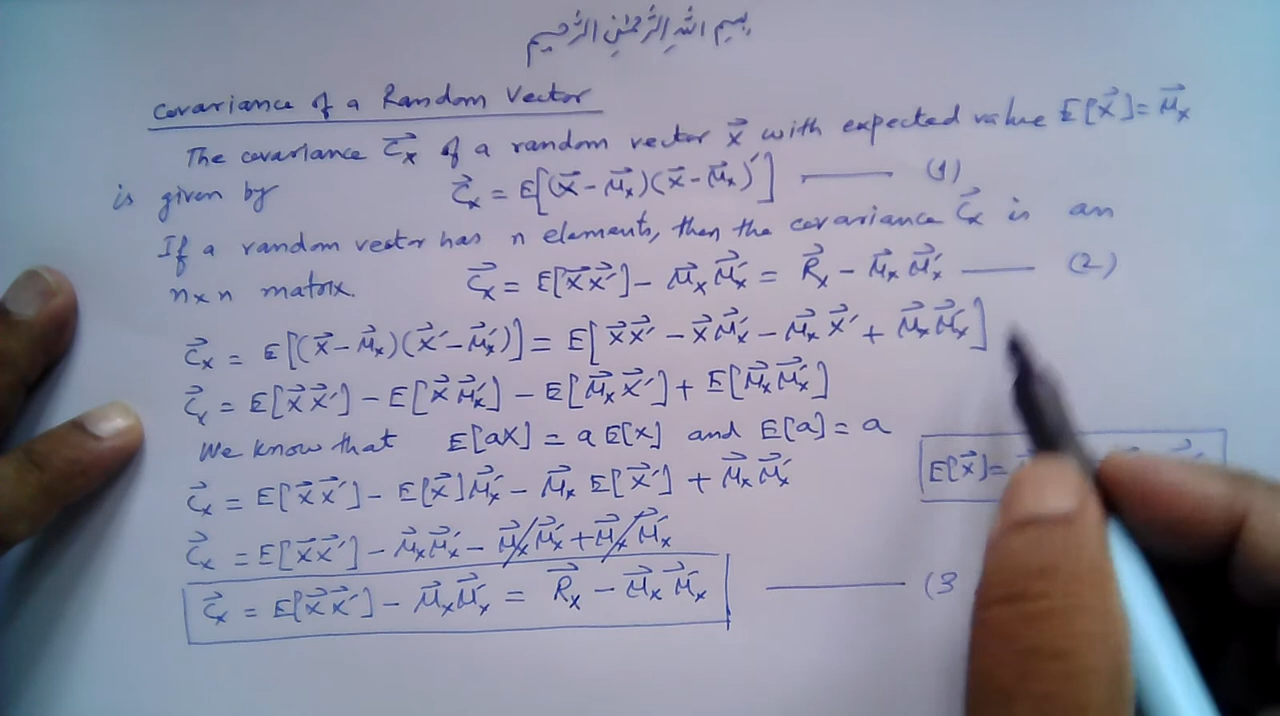 بسم الله الرحمن الرحيم
Covariance of a Random Vector
The covariance C⃗ₓ of a random vector x⃗ with expected value E[x⃗] = μ⃗ₓ
is given by C⃗ₓ = E[(x⃗ - μ⃗ₓ)(x⃗ - μ⃗ₓ)′] —— (1)
If a random vector has n elements, then the covariance C⃗ₓ is an
n×n matrix. C⃗ₓ = E[x⃗x⃗′] - μ⃗ₓμ⃗ₓ′ = R⃗ₓ - μ⃗ₓμ⃗ₓ′ —— (2)
C⃗ₓ = E[(x⃗ - μ⃗ₓ)(x⃗′ - μ⃗ₓ′)] = E[x⃗x⃗′ - x⃗μ⃗ₓ′ - μ⃗ₓx⃗′ + μ⃗ₓμ⃗ₓ′]
C⃗ₓ = E[x⃗x⃗′] - E[x⃗μ⃗ₓ′] - E[μ⃗ₓx⃗′] + E[μ⃗ₓμ⃗ₓ′]
We know that E[aX] = a E[x] and E[a] = a
E[x⃗] =
C⃗ₓ = E[x⃗x⃗′] - E[x⃗]μ⃗ₓ′ - μ⃗ₓ E[x⃗′] + μ⃗ₓμ⃗ₓ′
C⃗ₓ = E[x⃗x⃗′] - μ⃗ₓμ⃗ₓ′ - μ⃗ₓμ⃗ₓ′ + μ⃗ₓμ⃗ₓ′
C⃗ₓ = E[x⃗x⃗′] - μ⃗ₓμ⃗ₓ′ = R⃗ₓ - μ⃗ₓμ⃗ₓ′ —— (3